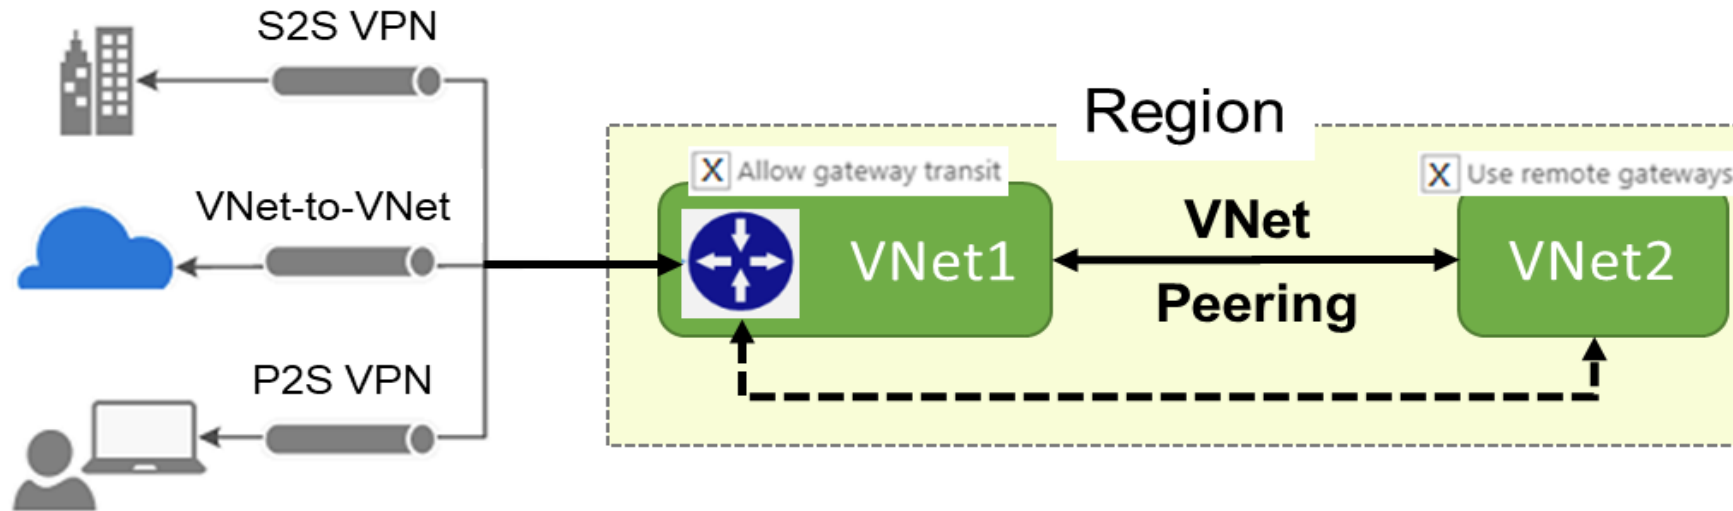 S2S VPN
Region
X Allow gateway transit
X Use remote gateways
VNet-to-VNet
VNet
VNet1
VNet2
Peering
P2S VPN